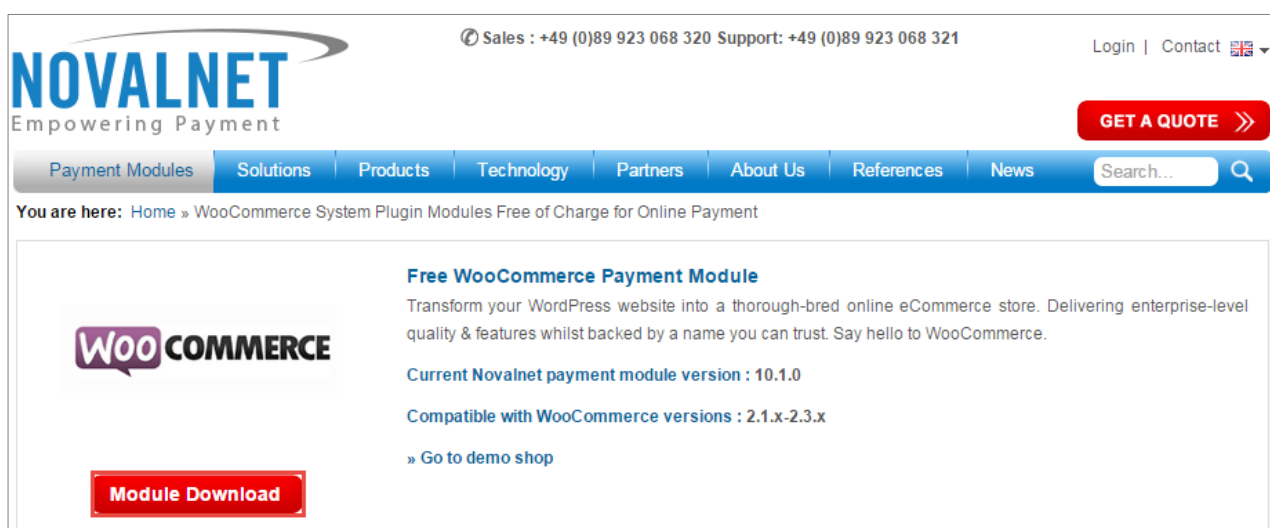 Sales : +49 (0)89 923 068 320 Support: +49 (0)89 923 068 321
Login | Contact
NOVALNET
Empowering Payment
GET A QUOTE
Payment Modules Solutions Products Technology Partners About Us References News Search...
You are here: Home » WooCommerce System Plugin Modules Free of Charge for Online Payment
Free WooCommerce Payment Module
Transform your WordPress website into a thorough-bred online eCommerce store. Delivering enterprise-level
quality & features whilst backed by a name you can trust. Say hello to WooCommerce.
WOO COMMERCE
Current Novalnet payment module version : 10.1.0
Compatible with WooCommerce versions : 2.1.x-2.3.x
» Go to demo shop
Module Download